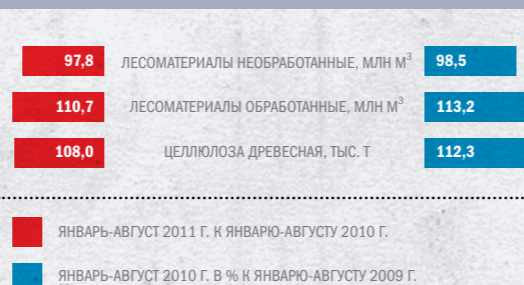 97,8 ЛЕСОМАТЕРИАЛЫ НЕОБРАБОТАННЫЕ, МЛН М³ 98,5
110,7 ЛЕСОМАТЕРИАЛЫ ОБРАБОТАННЫЕ, МЛН М³ 113,2
108,0 ЦЕЛЛЮЛОЗА ДРЕВЕСНАЯ, ТЫС. Т 112,3
ЯНВАРЬ-АВГУСТ 2011 Г. К ЯНВАРЮ-АВГУСТУ 2010 Г.
ЯНВАРЬ-АВГУСТ 2010 Г. В % К ЯНВАРЮ-АВГУСТУ 2009 Г.